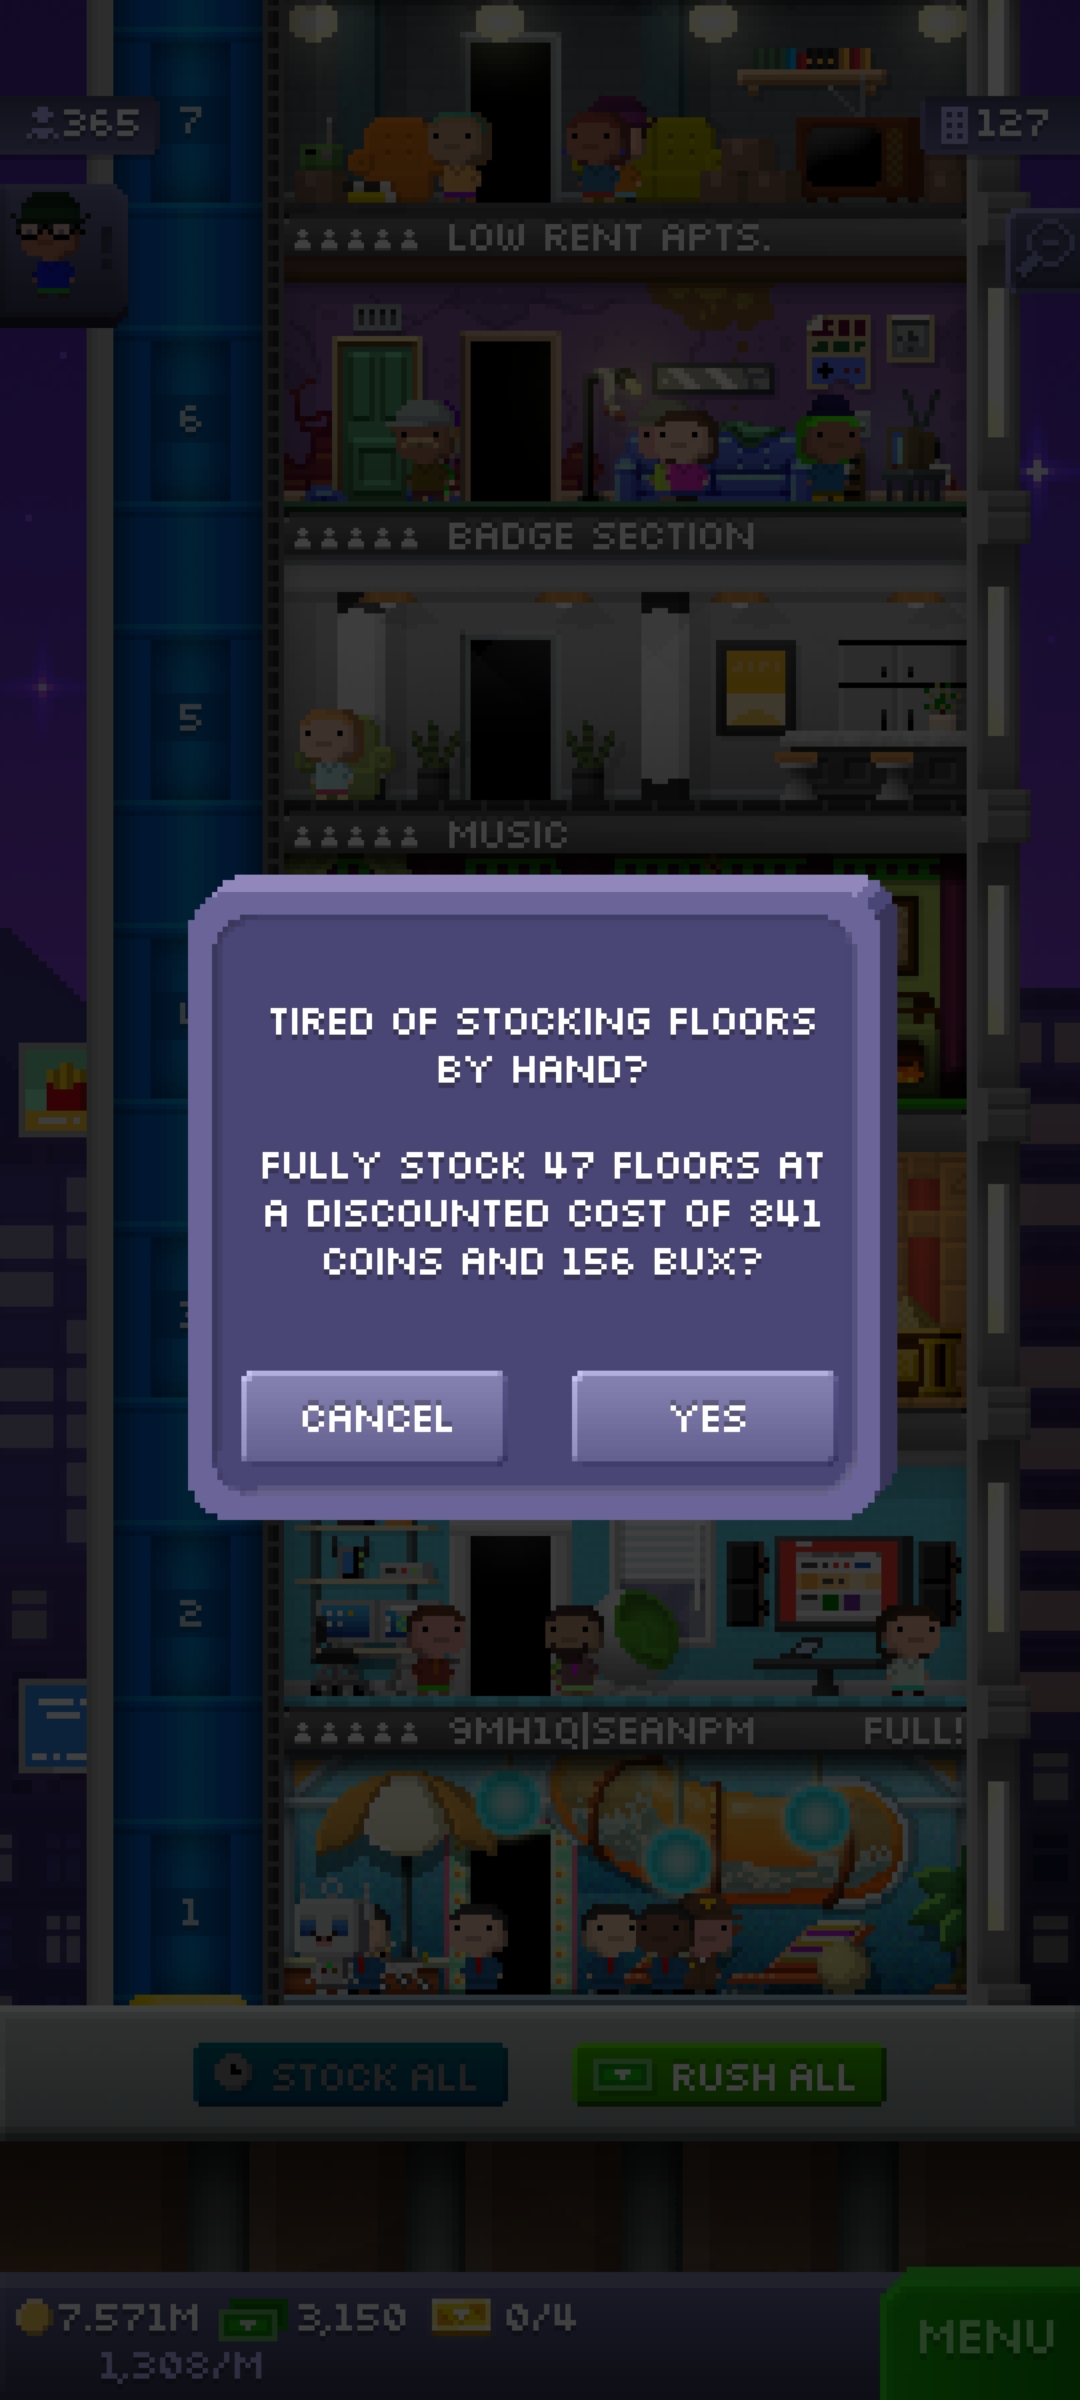 365
7
127
LOW RENT APTS.
6
BADGE SECTION
5
MUSIC
TIRED OF STOCKING FLOORS
BY HAND?
FULLY STOCK 47 FLOORS AT
A DISCOUNTED COST OF 841
COINS AND 156 BUX?
CANCEL
YES
2
9MH1Q|SEANPM
FULL!
1
STOCK ALL
RUSH ALL
7.571M
3,150
0/4
1,308/M
MENU